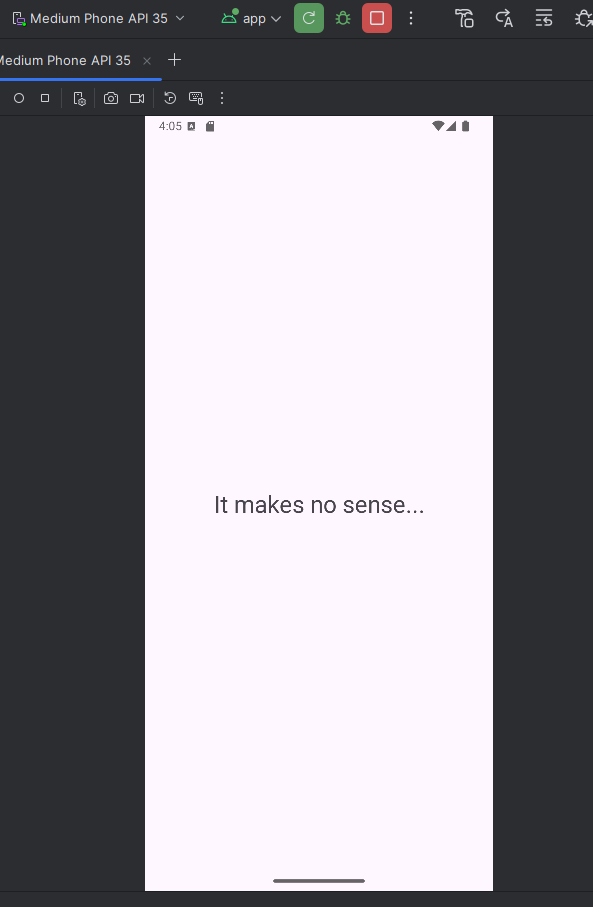 Medium Phone API 35
app
Medium Phone API 35
4:05
It makes no sense...